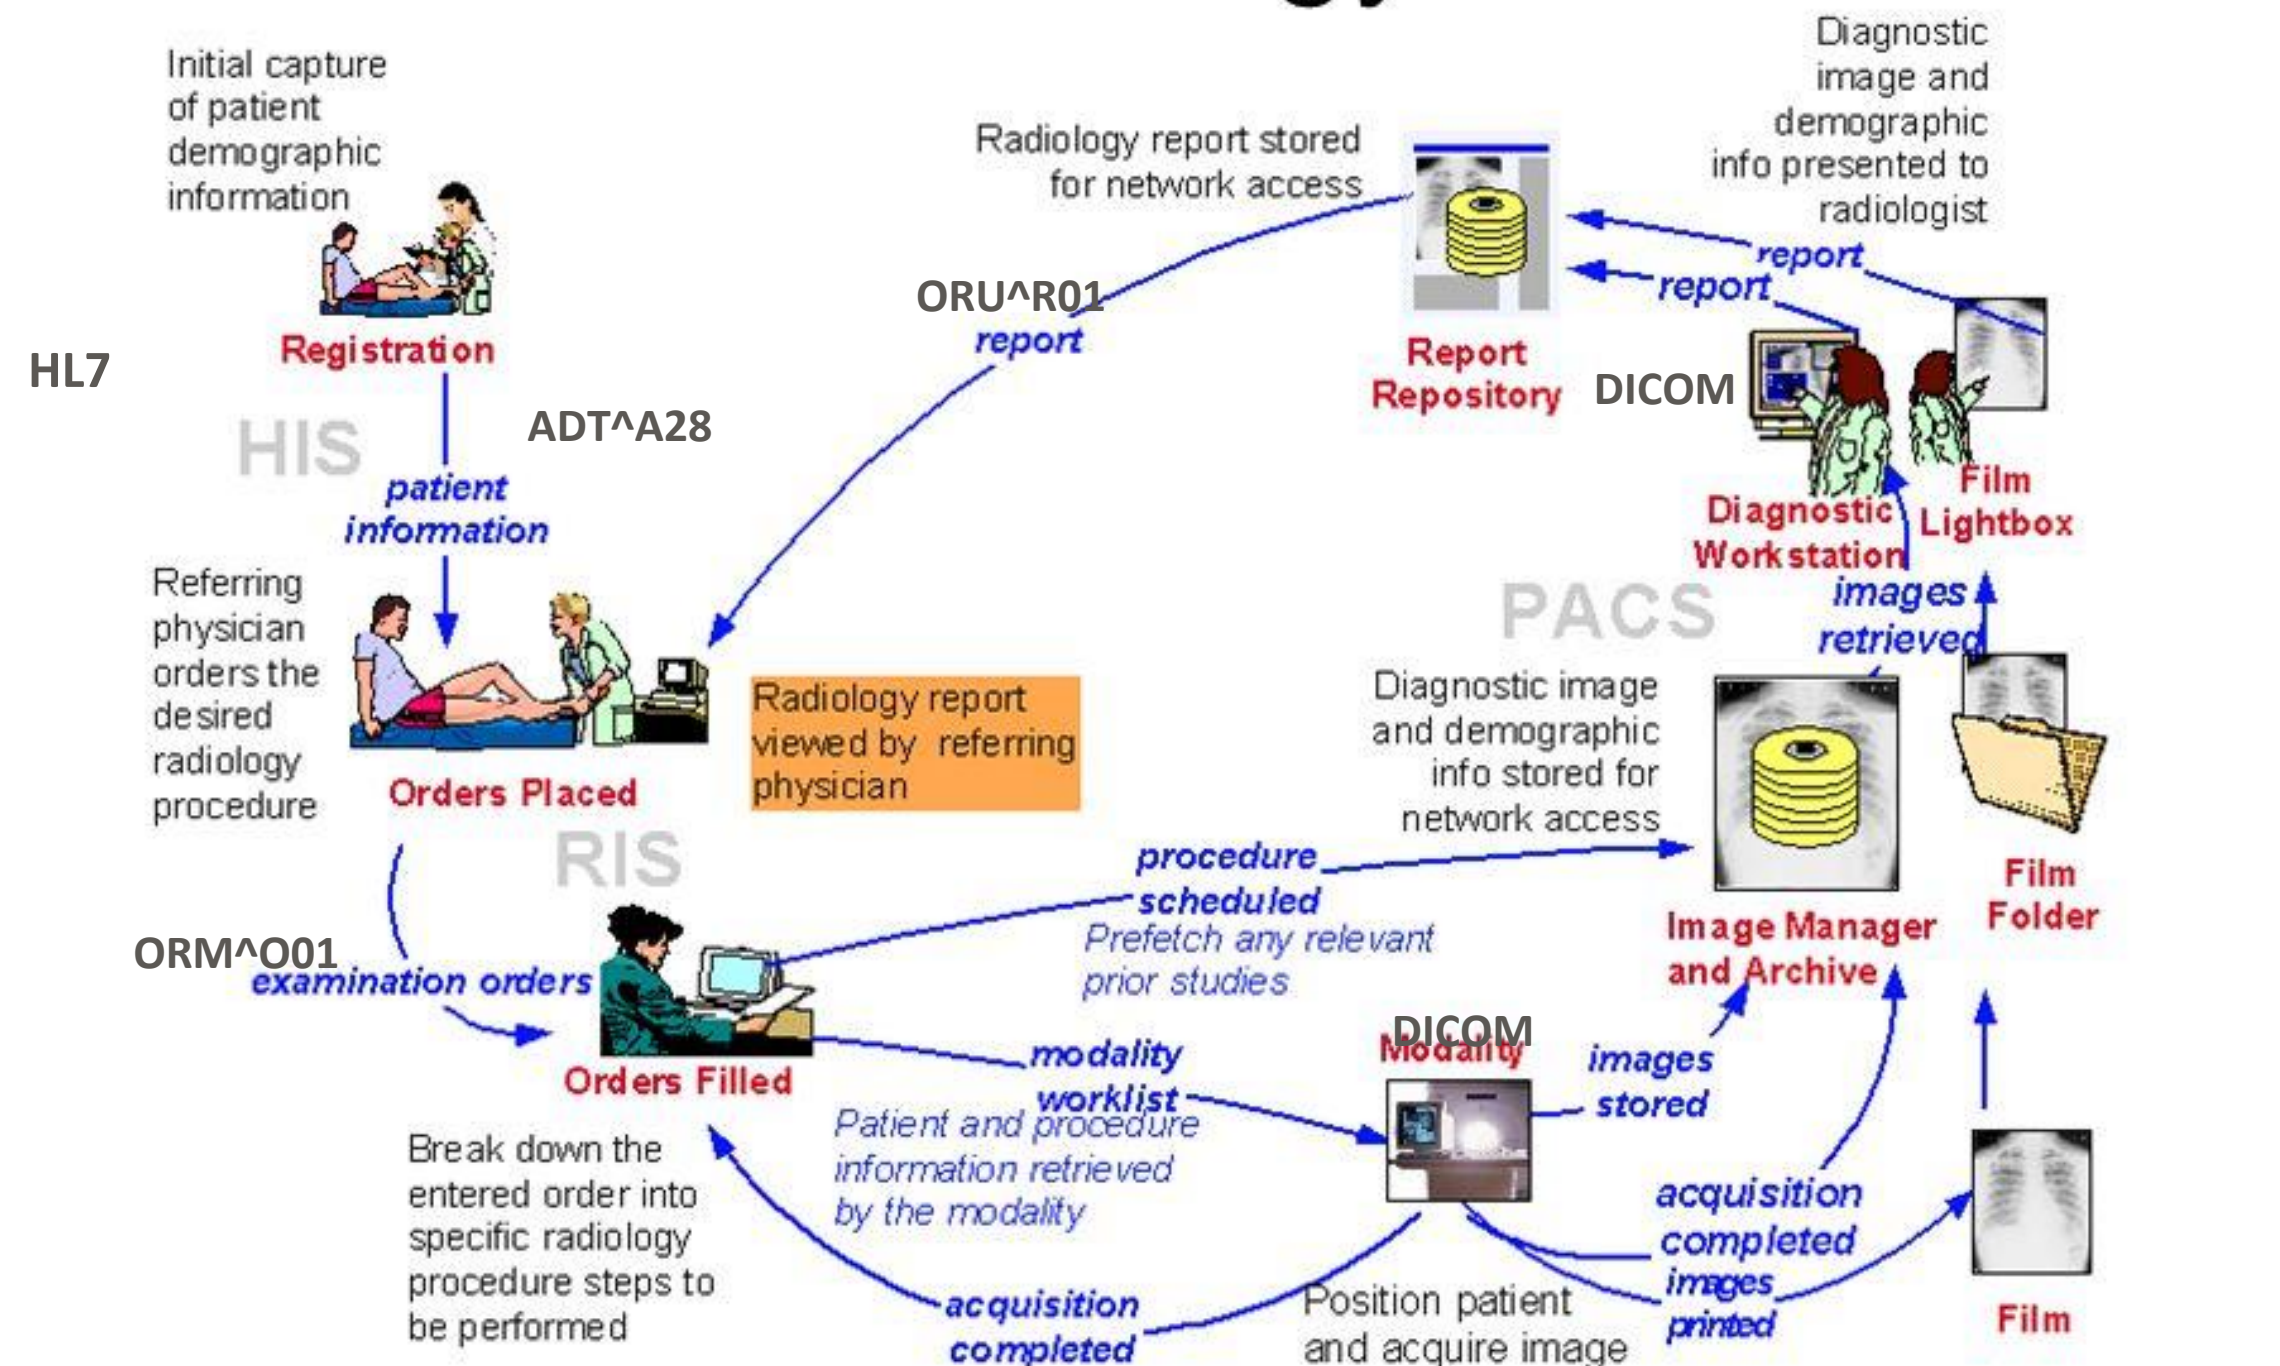 Initial capture
of patient
demographic
information
Registration
HL7
HIS
ADT^A28
patient
information
Referring
physician
orders the
desired
radiology
procedure
Orders Placed
Radiology report
viewed by referring
physician
RIS
ORM^O01
examination orders
Orders Filled
Break down the
entered order into
specific radiology
procedure steps to
be performed
Radiology report stored
for network access
ORU^R01
report
Report
Repository
Diagnostic
image and
demographic
info presented to
radiologist
report
report
DICOM
Diagnostic
Workstation
Film
Lightbox
images
retrieved
PACS
Diagnostic image
and demographic
info stored for
network access
Image Manager
and Archive
Film
Folder
procedure
scheduled
Prefetch any relevant
prior studies
modality
worklist
Patient and procedure
information retrieved
by the modality
DICOM
Modality
images
stored
acquisition
completed
images
printed
Film
acquisition
completed
Position patient
and acquire image